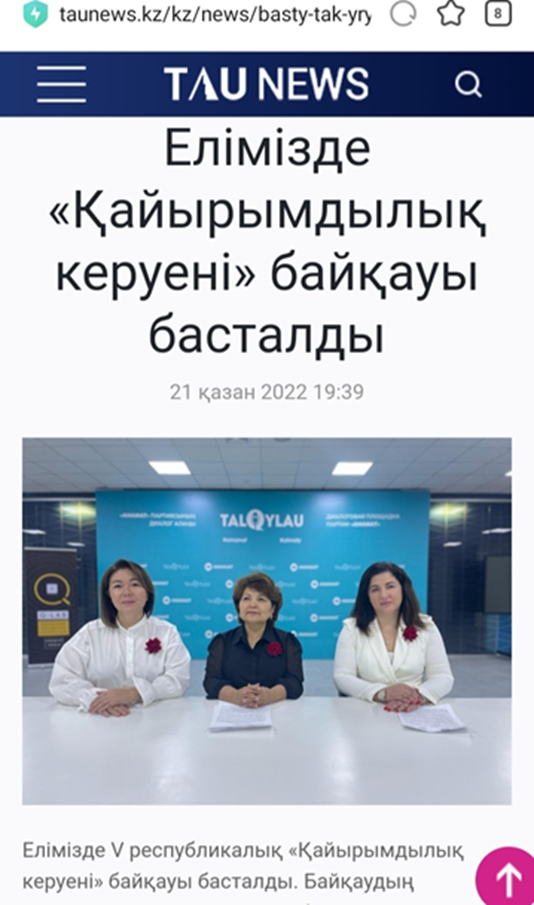 taunews.kz/kz/news/basty-tak-yry
8
TAU NEWS
Елімізде
«Қайырымдылық
керуені» байқауы
басталды
21 қазан 2022 19:39
TALQYLAU
Елімізде V республикалық «Қайырымдылық
керуені» байқауы басталды. Байқаудың